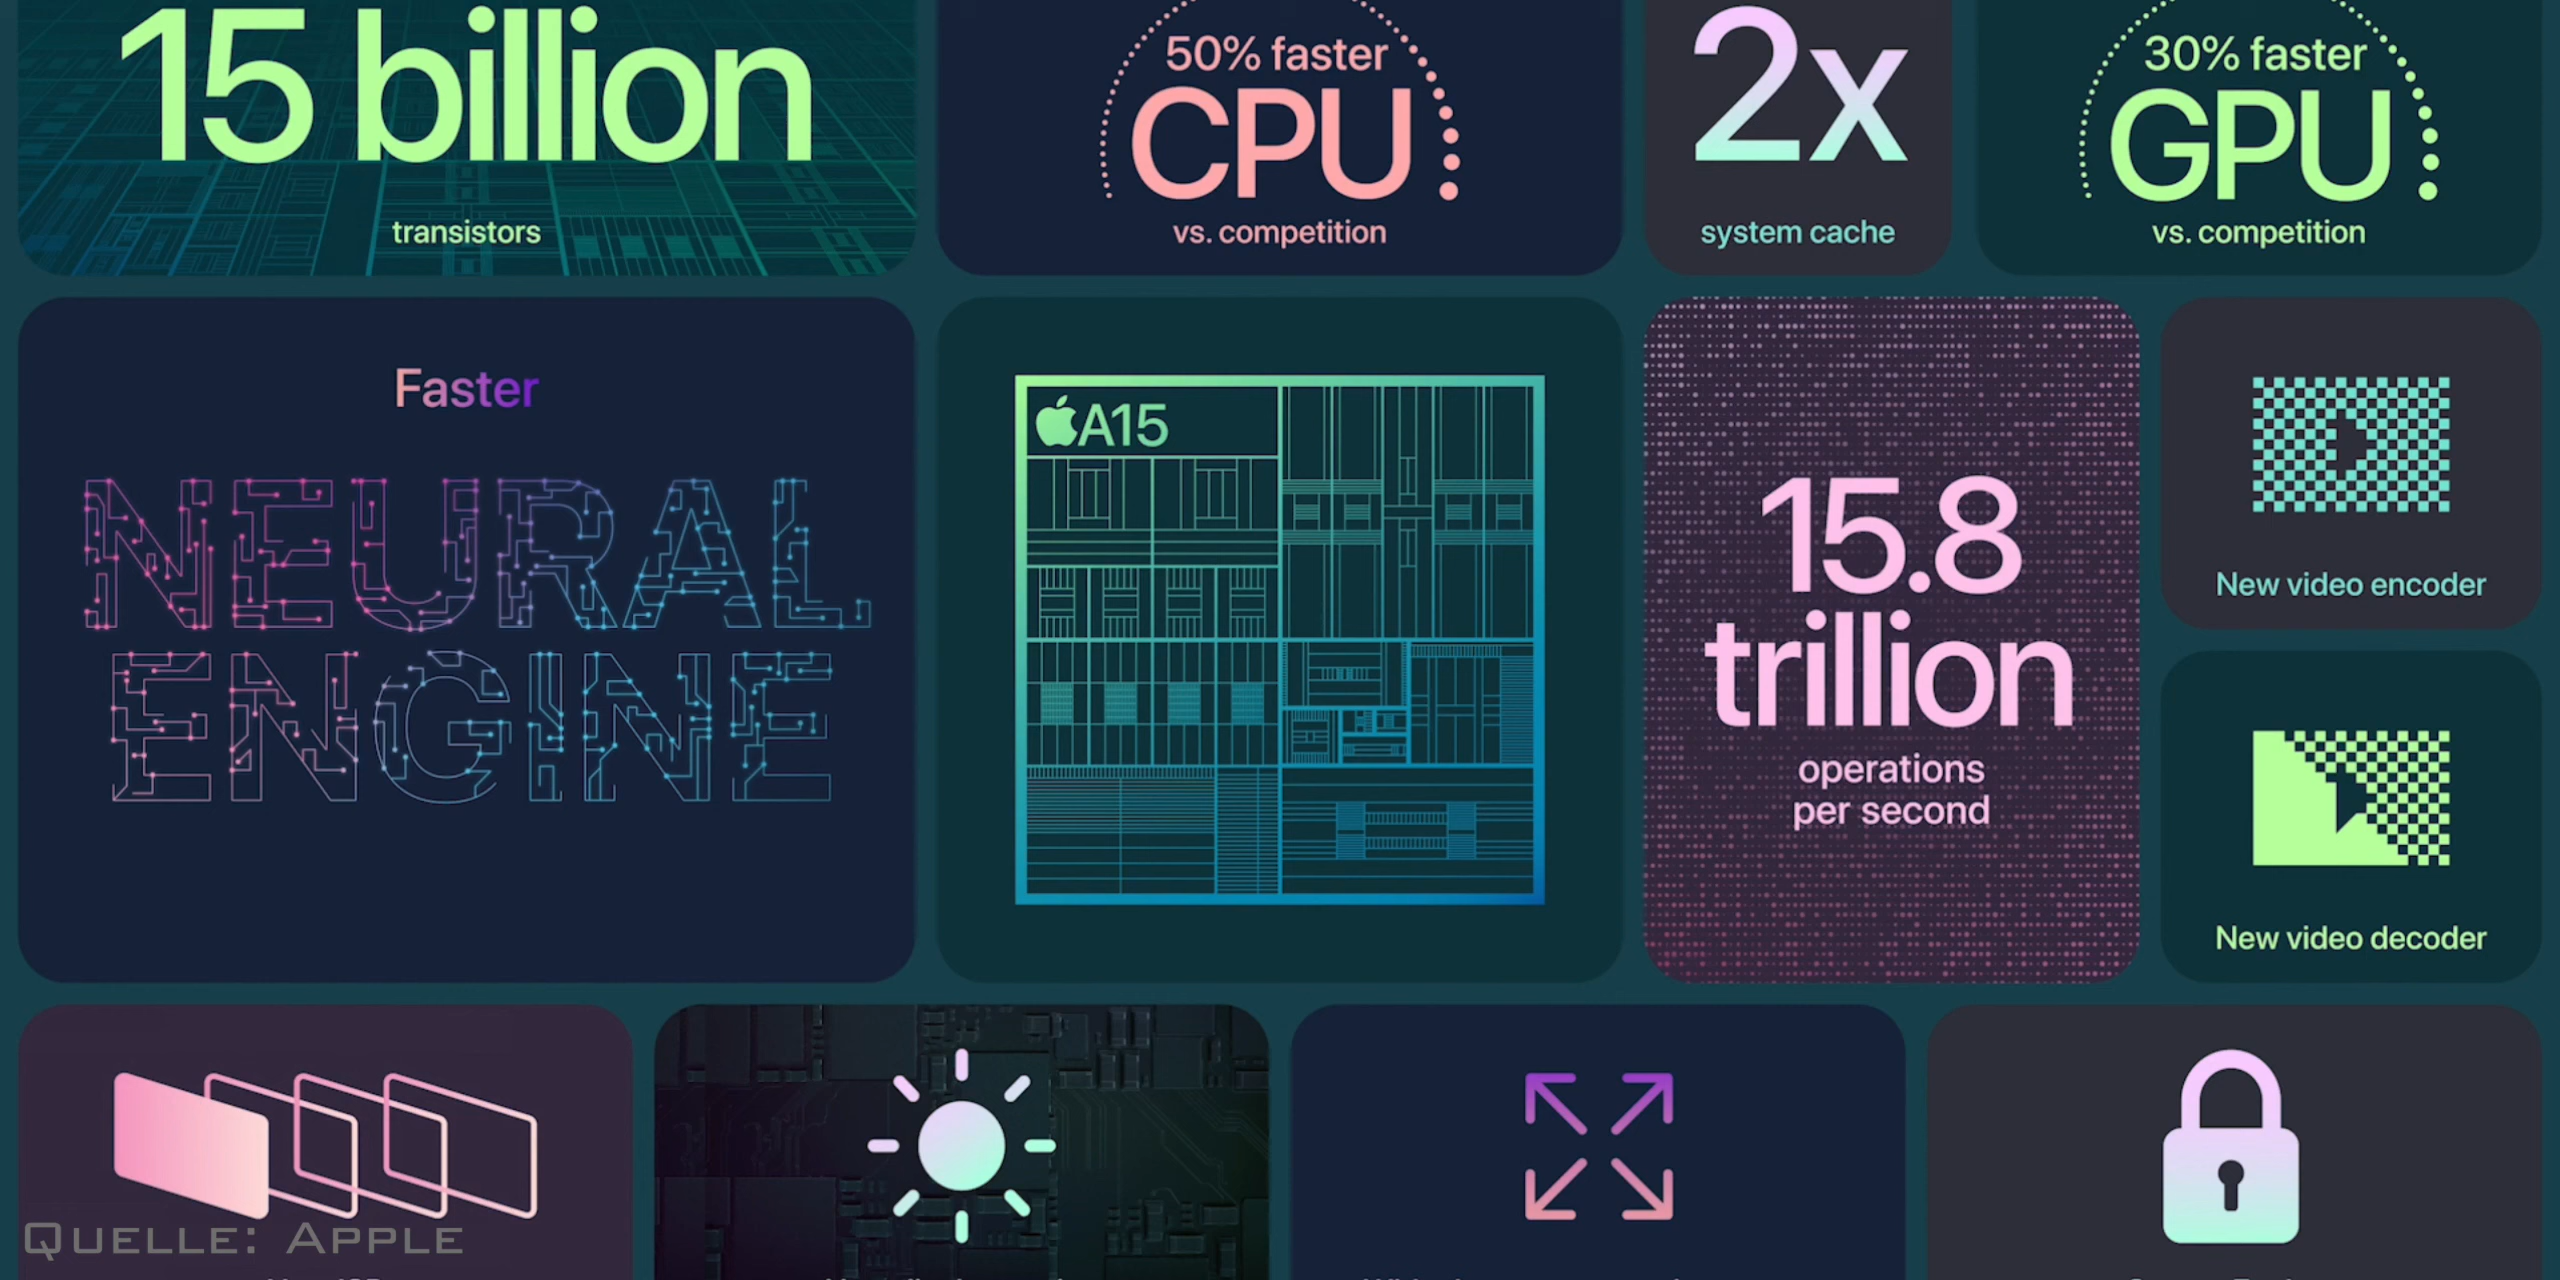 15 billion
transistors
50% faster
CPU
vs. competition
2x
system cache
30% faster
GPU
vs. competition
Faster
NEURAL
ENGINE
A15
15.8
trillion
operations
per second
New video encoder
New video decoder
QUELLE: APPLE